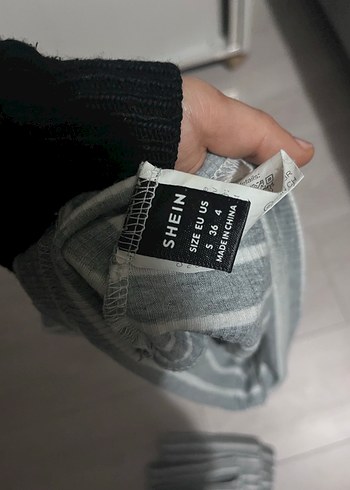 SHEIN
SIZE EU US
S 36 4
MADE IN CHINA